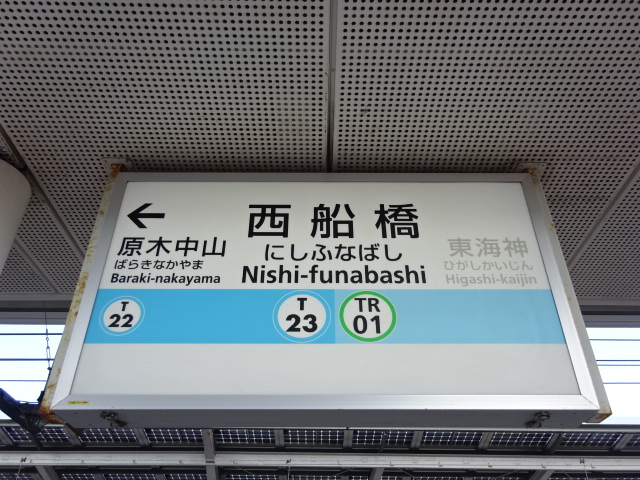 ←
西船橋
にしふなばし
Nishi-funabashi
原木中山
ばらきなかやま
Baraki-nakayama
東海神
ひがしかいじん
Higashi-kaijin
T
22
T
23
TR
01